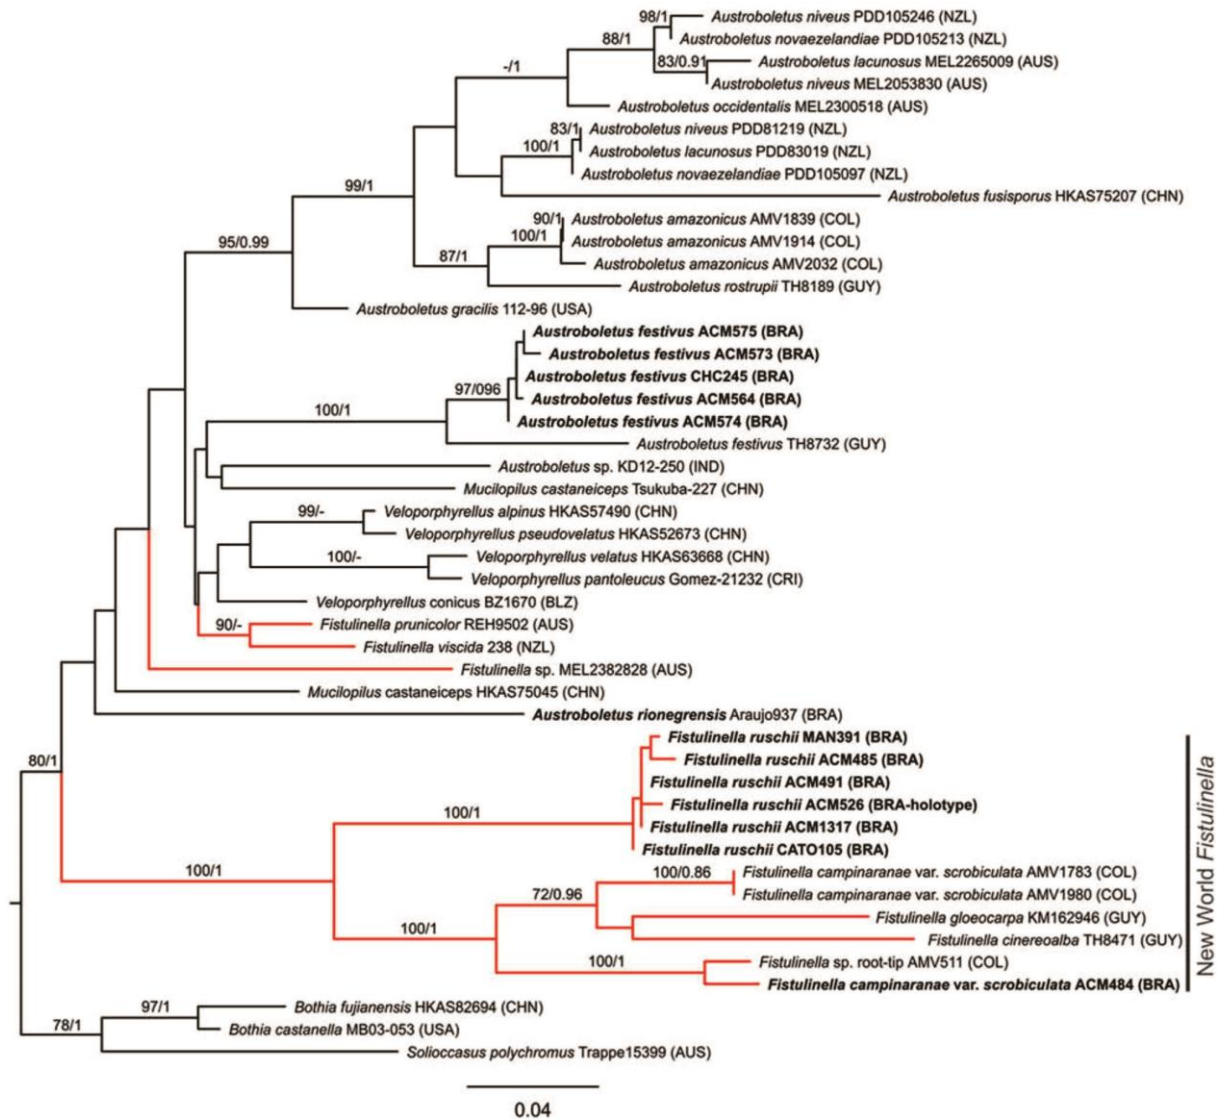 98/1
Austroboletus niveus PDD105246 (NZL)
88/1
Austroboletus novaezelandiae PDD105213 (NZL)
83/0.91
Austroboletus lacunosus MEL2265009 (AUS)
-/1
Austroboletus niveus MEL2053830 (AUS)
Austroboletus occidentalis MEL2300518 (AUS)
83/1
Austroboletus niveus PDD81219 (NZL)
100/1
Austroboletus lacunosus PDD83019 (NZL)
Austroboletus novaezelandiae PDD105097 (NZL)
99/1
Austroboletus fusisporus HKAS75207 (CHN)
90/1
Austroboletus amazonicus AMV1839 (COL)
100/1
Austroboletus amazonicus AMV1914 (COL)
95/0.99
87/1
Austroboletus amazonicus AMV2032 (COL)
Austroboletus rostrupii TH8189 (GUY)
Austroboletus gracilis 112-96 (USA)
Austroboletus festivus ACM575 (BRA)
Austroboletus festivus ACM573 (BRA)
Austroboletus festivus CHC245 (BRA)
97/096
Austroboletus festivus ACM564 (BRA)
100/1
Austroboletus festivus ACM574 (BRA)
Austroboletus festivus TH8732 (GUY)
Austroboletus sp. KD12-250 (IND)
Mucilopilus castaneiceps Tsukuba-227 (CHN)
99/-
Veloporphyrellus alpinus HKAS57490 (CHN)
Veloporphyrellus pseudovelatus HKAS52673 (CHN)
100/-
Veloporphyrellus velatus HKAS63668 (CHN)
Veloporphyrellus pantoleucus Gomez-21232 (CRI)
Veloporphyrellus conicus BZ1670 (BLZ)
90/-
Fistulinella prunicolor REH9502 (AUS)
Fistulinella viscida 238 (NZL)
Fistulinella sp. MEL2382828 (AUS)
Mucilopilus castaneiceps HKAS75045 (CHN)
Austroboletus rionegrensis Araujo937 (BRA)
80/1
Fistulinella ruschii MAN391 (BRA)
Fistulinella ruschii ACM485 (BRA)
Fistulinella ruschii ACM491 (BRA)
100/1
Fistulinella ruschii ACM526 (BRA-holotype)
Fistulinella ruschii ACM1317 (BRA)
Fistulinella ruschii CATO105 (BRA)
100/1
100/0.86
Fistulinella campinaranae var. scrobiculata AMV1783 (COL)
72/0.96
Fistulinella campinaranae var. scrobiculata AMV1980 (COL)
Fistulinella gloeocarpa KM162946 (GUY)
100/1
Fistulinella cinereoalba TH8471 (GUY)
100/1
Fistulinella sp. root-tip AMV511 (COL)
Fistulinella campinaranae var. scrobiculata ACM484 (BRA)
New World Fistulinella
97/1
Bothia fujianensis HKAS82694 (CHN)
78/1
Bothia castanella MB03-053 (USA)
Solioccasus polychromus Trappe15399 (AUS)
0.04